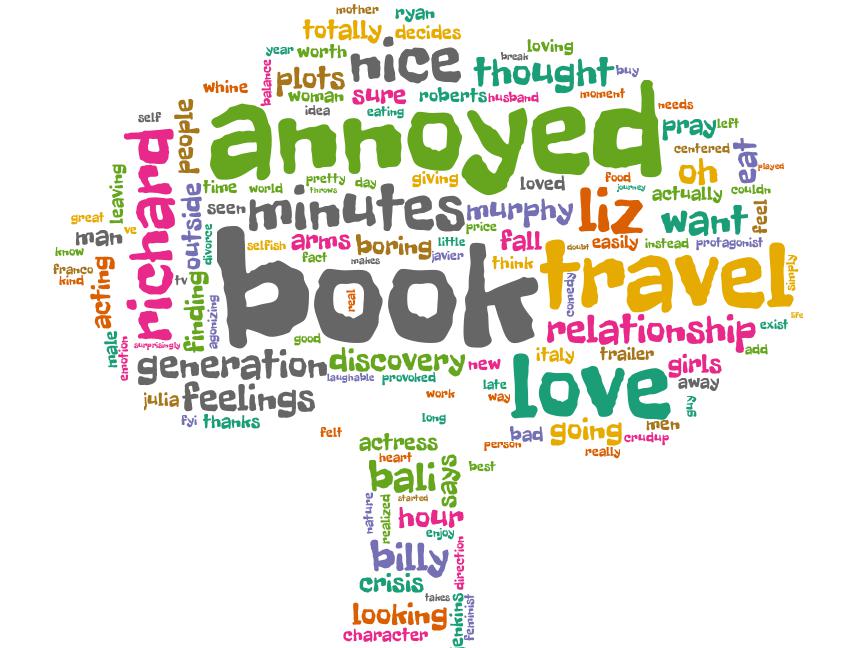 mother
ryan
totally
decides
year
worth
nice
break
loving
balance
plots
thought
buy
whine
woman
sure
roberts
husband
moment
idea
eating
needs
self
people
annoyed
pray
left
centered
eat
richard
leaving
time
world
pretty
throws
day
giving
loved
food
journey
oh
played
actually
couldn
great
man
ve
outside
divorce
seen
minutes
murphy
price
liz
want
feel
know
franco
kind
acting
selfish
arms
fact
makes
boring
little
javier
fall
think
doubt
easily
instead
protagonist
tv
finding
agonizing
book
real
comedy
travel
simply
life
male
emotion
surprisingly
good
relationship
exist
add
generation
discovery
new
italy
trailer
girls
laughable
provoked
late
way
love
away
julia
feelings
work
guy
fyi
thanks
long
bad
going
men
crudup
felt
actress
person
really
heart
bali
says
best
nature
realized
started
hour
enjoy
billy
direction
crisis
takes
looking
jenkins
feminist
character